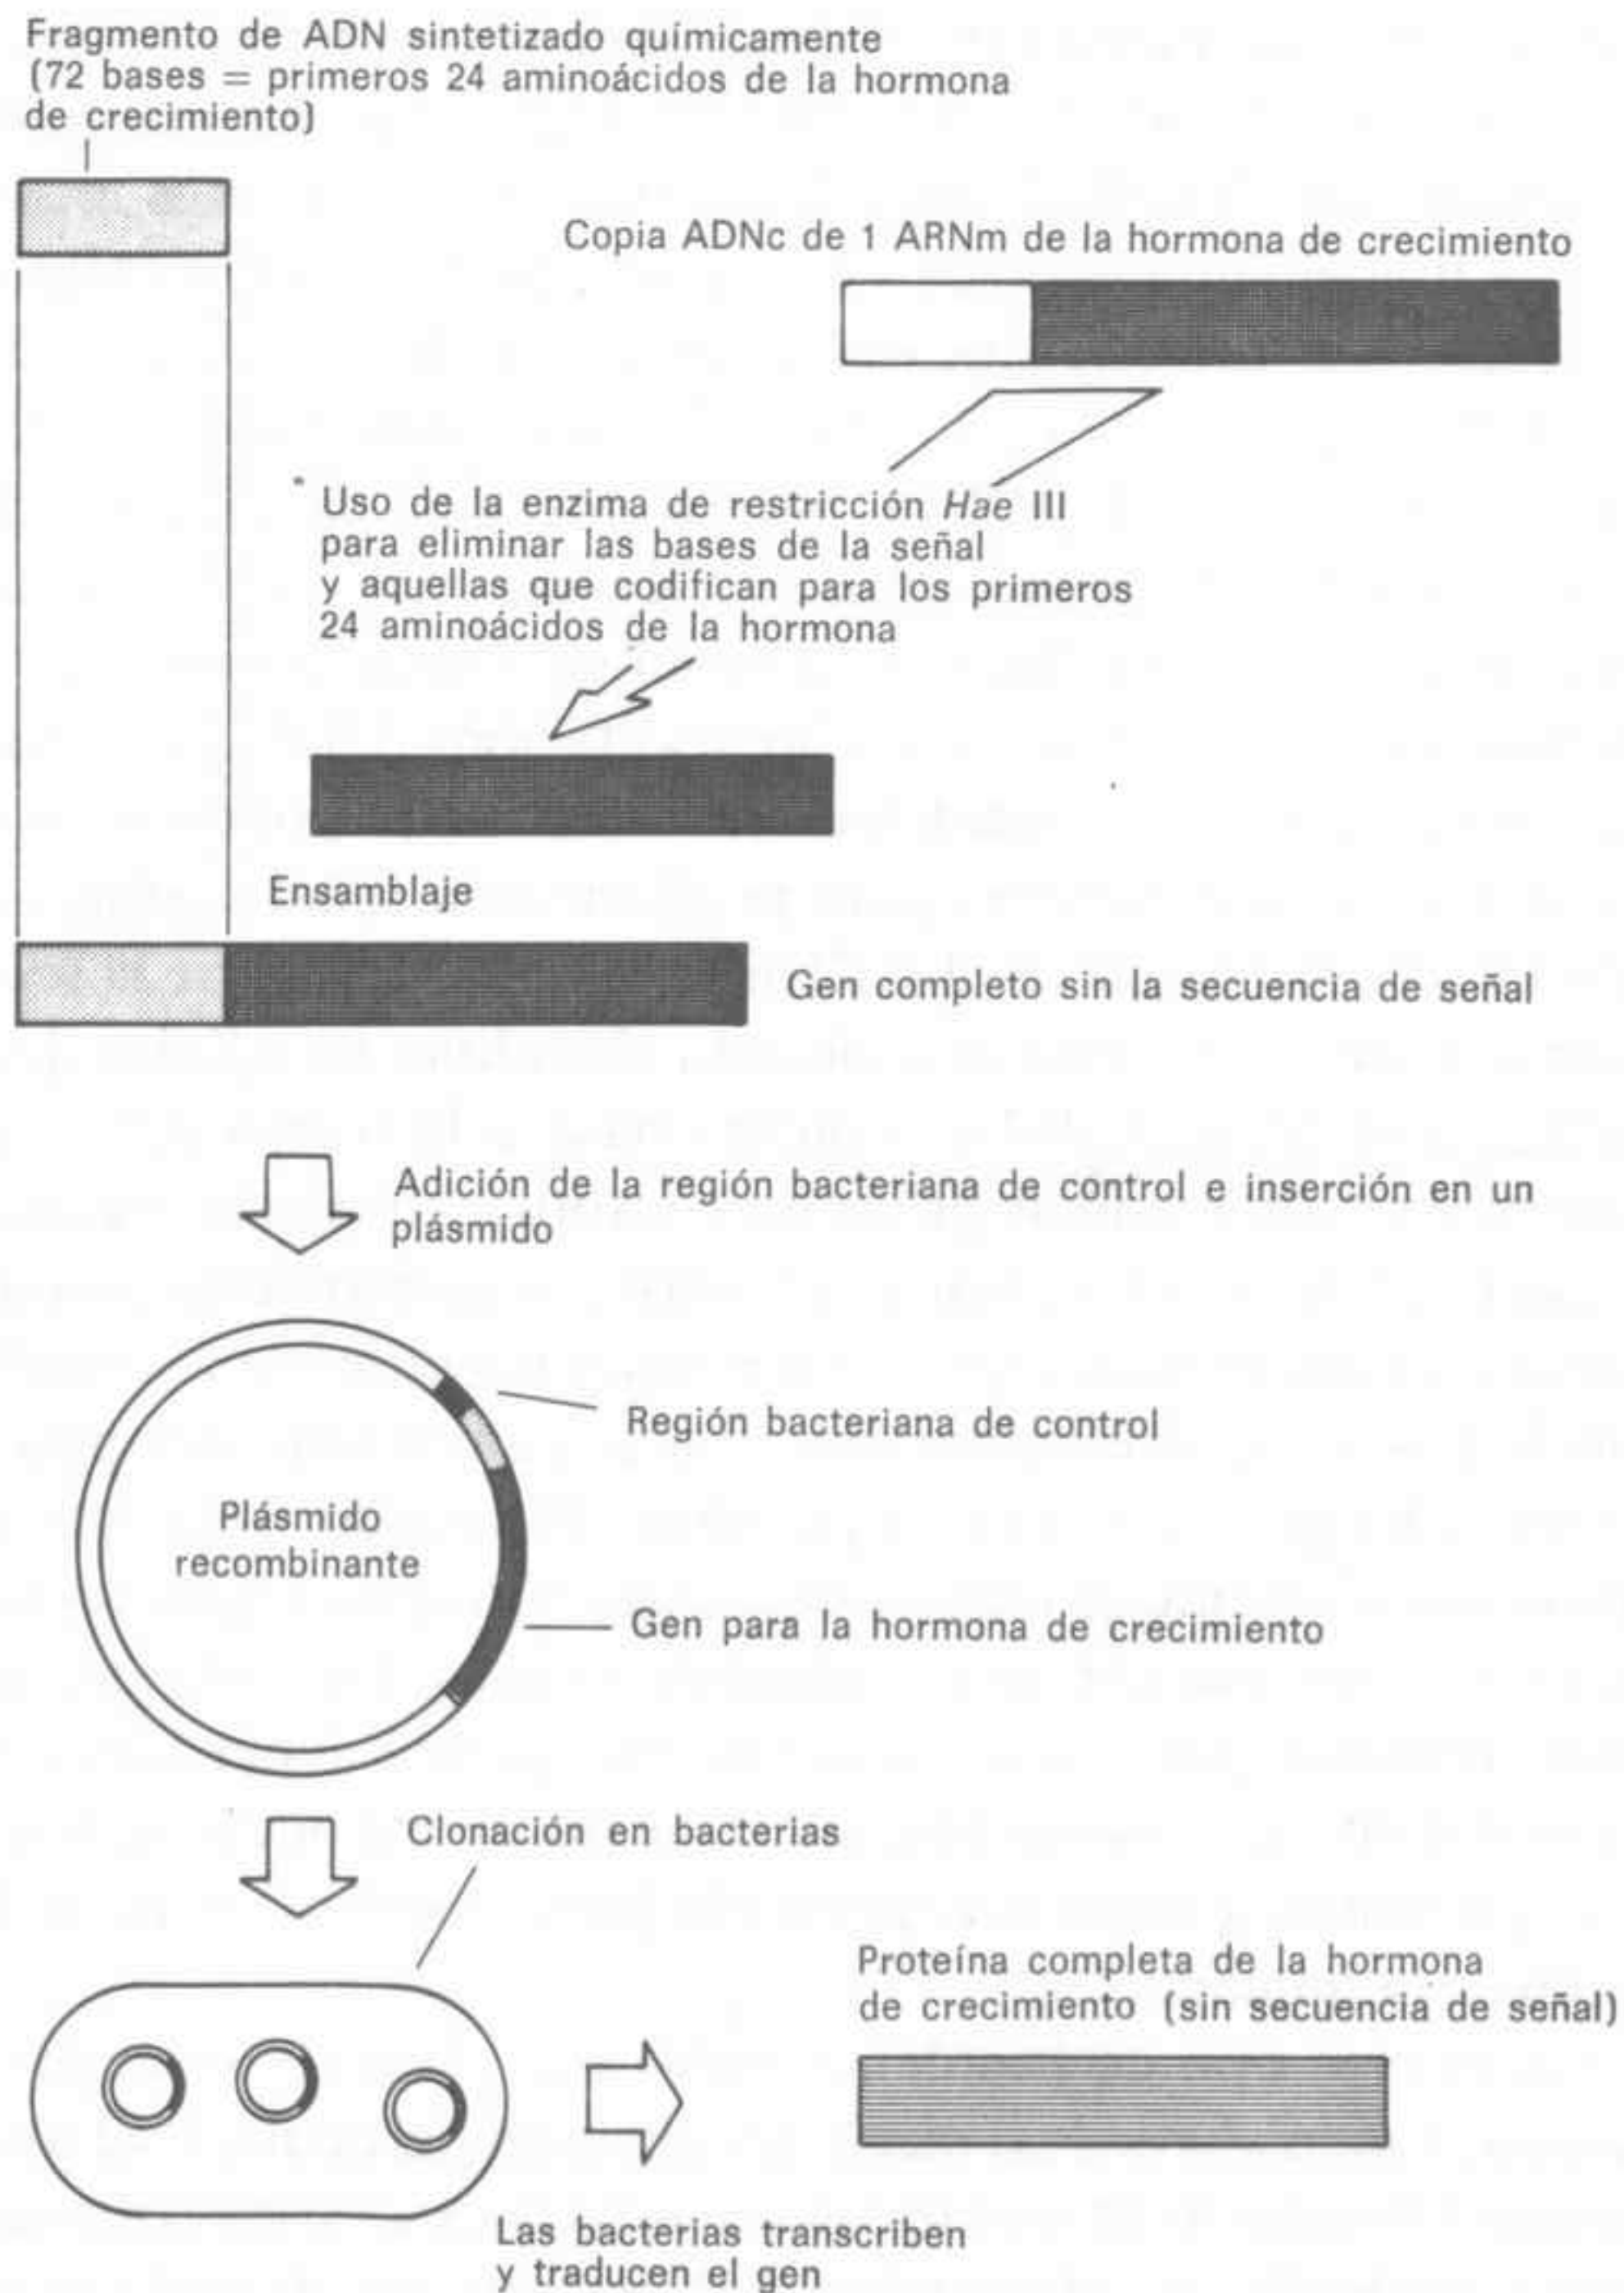 Fragmento de ADN sintetizado químicamente
(72 bases = primeros 24 aminoácidos de la hormona
de crecimiento)
Copia ADNc de 1 ARNm de la hormona de crecimiento
Uso de la enzima de restricción Hae III
para eliminar las bases de la señal
y aquellas que codifican para los primeros
24 aminoácidos de la hormona
Ensamblaje
Gen completo sin la secuencia de señal
Adición de la región bacteriana de control e inserción en un
plásmido
Región bacteriana de control
Plásmido
recombinante
Gen para la hormona de crecimiento
Clonación en bacterias
Proteína completa de la hormona
de crecimiento (sin secuencia de señal)
Las bacterias transcriben
y traducen el gen